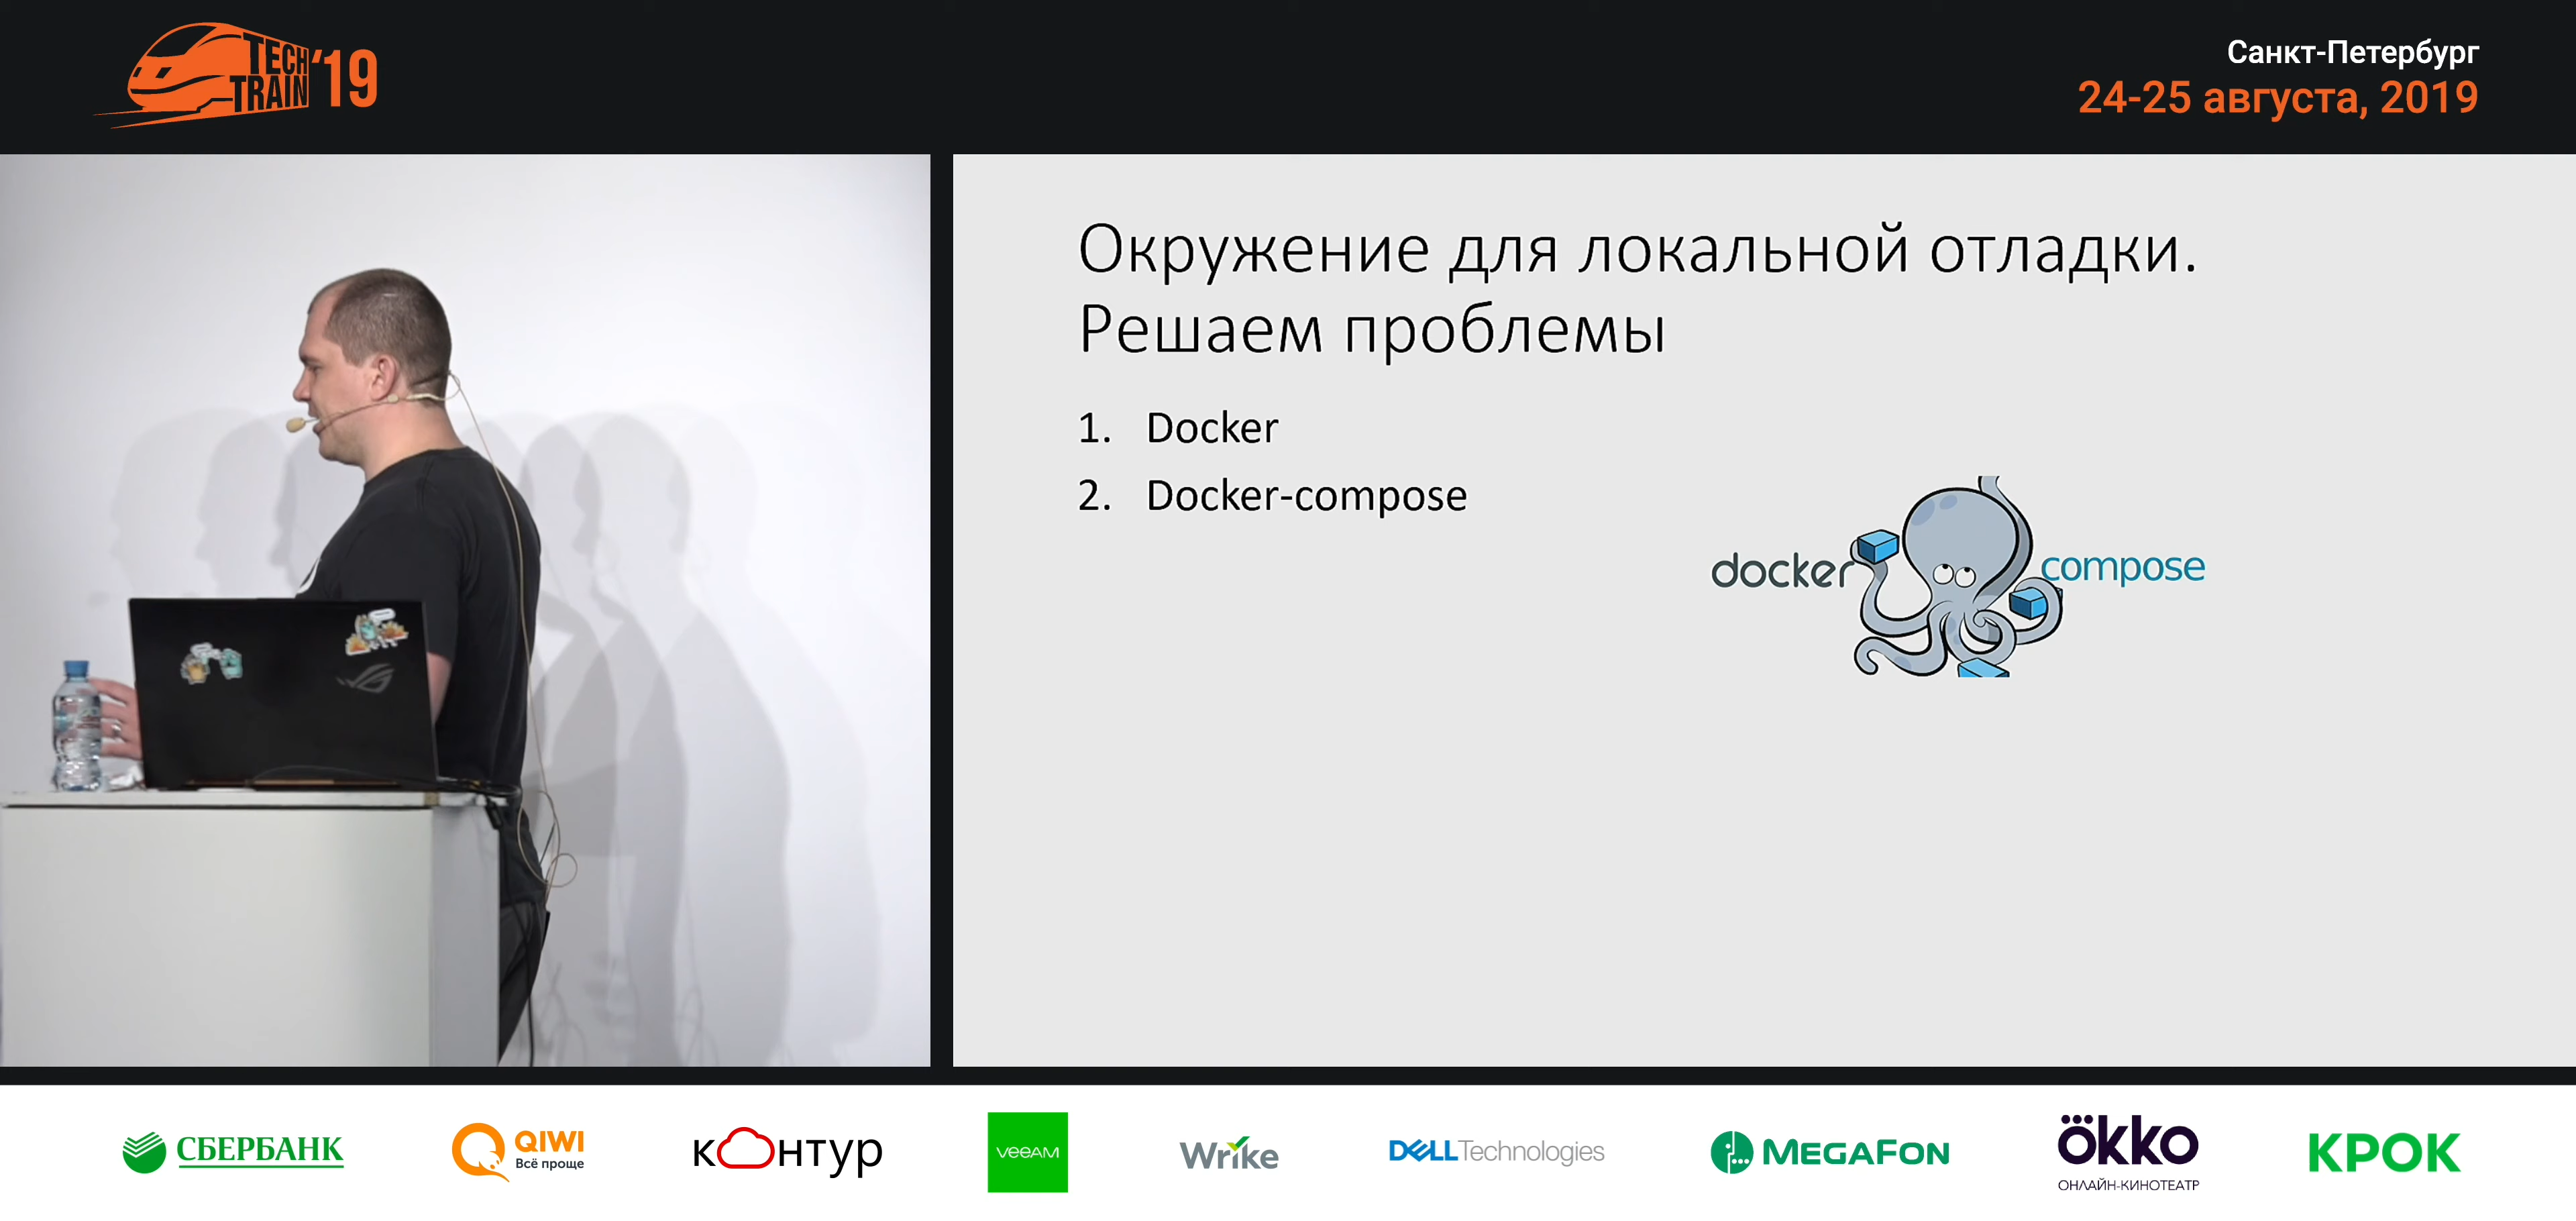 TECH
TRAIN'19
Санкт-Петербург
24-25 августа, 2019
Окружение для локальной отладки.
Решаем проблемы
1. Docker
2. Docker-compose
docker compose
СБЕРБАНК
QIWI
Всё проще
контур
veeam
Wrike
DELL Technologies
MEGAFON
ökko
ОНЛАЙН-КИНОТЕАТР
КРОК